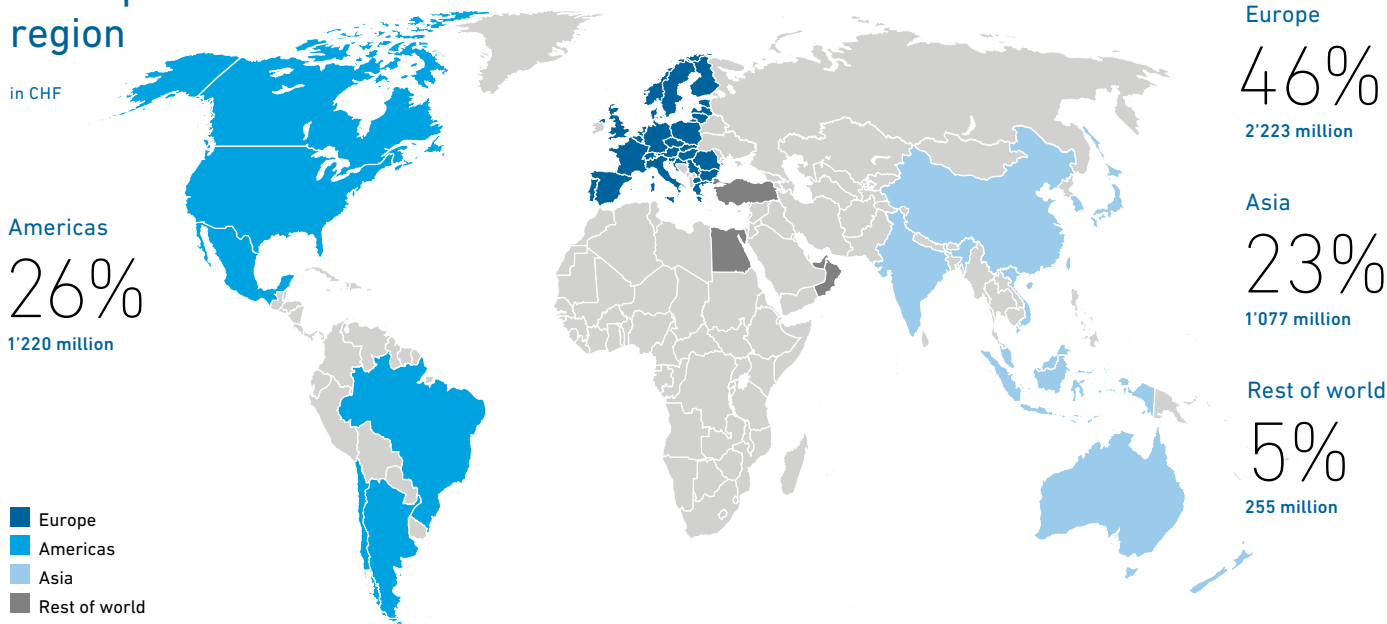 region
in CHF
Americas
26%
1’220 million
Europe
46%
2’223 million
Asia
23%
1’077 million
Rest of world
5%
255 million
Europe
Americas
Asia
Rest of world